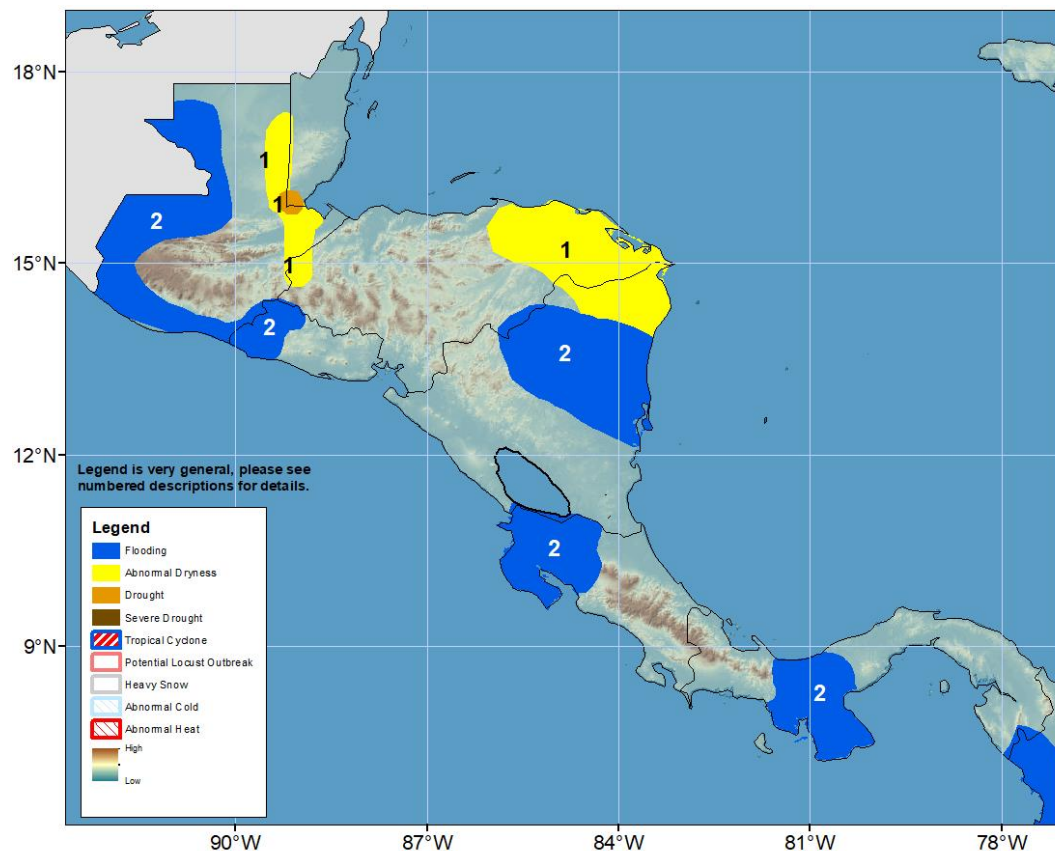 18°N
1
1
2
15°N
1
1
2
2
12°N
Legend is very general, please see
numbered descriptions for details.
Legend
Flooding
Abnormal Dryness
Drought
Severe Drought
Tropical Cyclone
Potential Locust Outbreak
Heavy Snow
Abnormal Cold
Abnormal Heat
High
Low
2
9°N
2
90°W
87°W
84°W
81°W
78°W